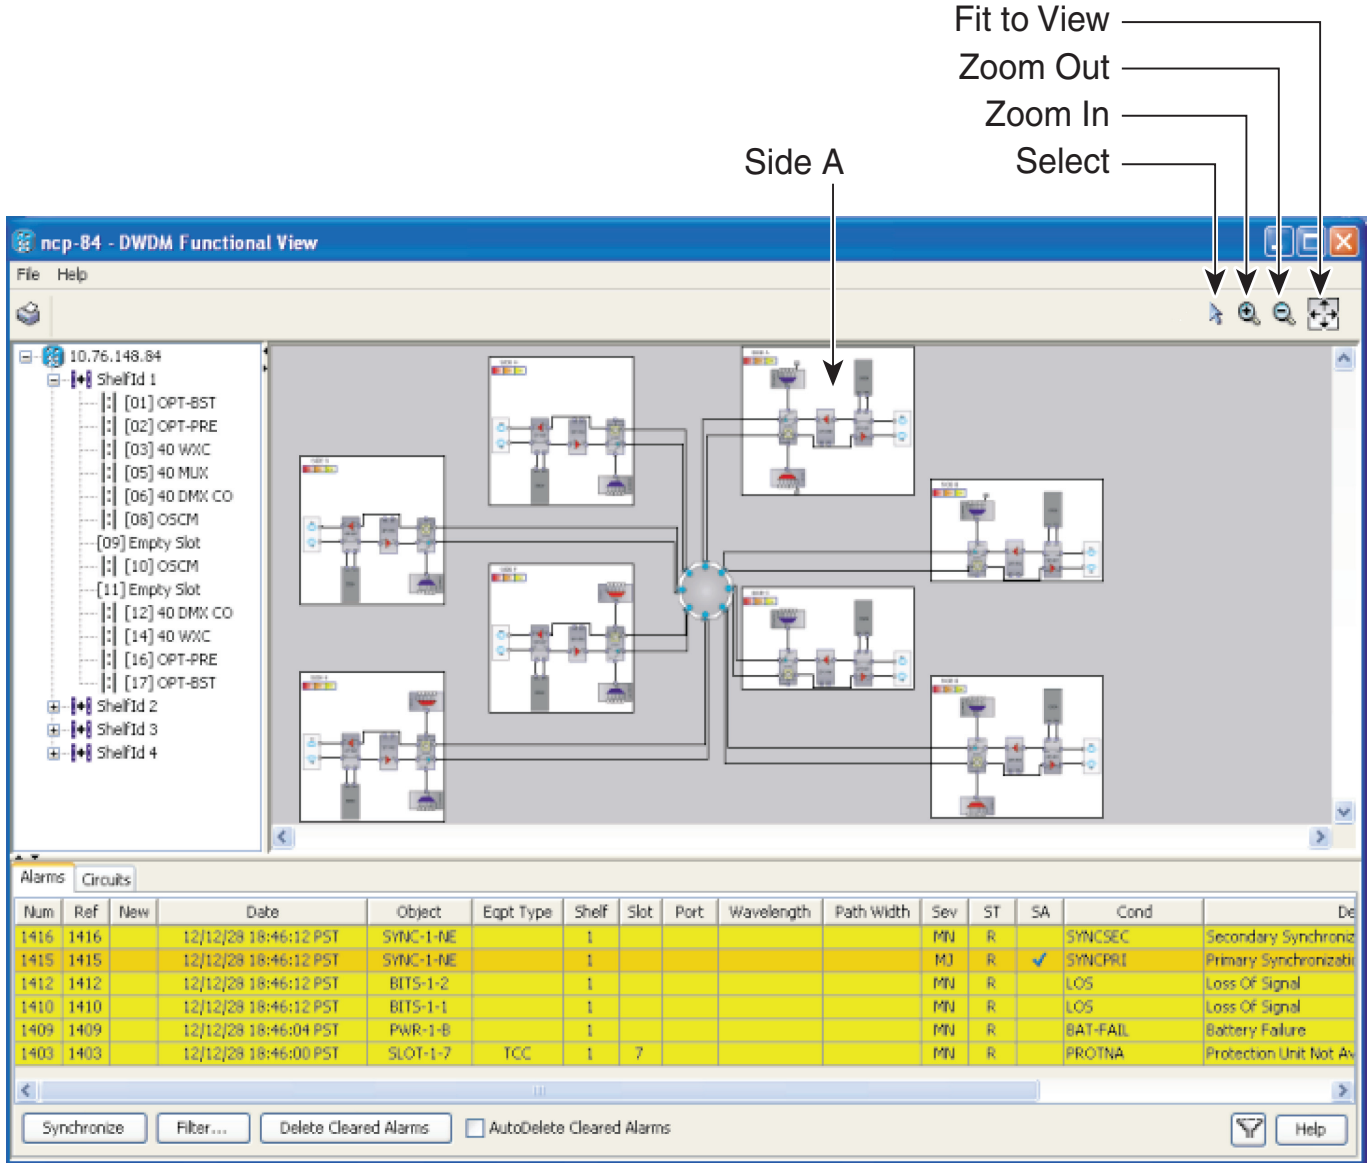 Fit to View
Zoom Out
Zoom In
Side A
Select
ncp-84 - DWDM Functional View
File Help
10.76.148.84
ShelfId 1
[01] OPT-BST
[02] OPT-PRE
[03] 40 WXC
[05] 40 MUX
[06] 40 DMX CO
[08] OSCM
[09] Empty Slot
[10] OSCM
[11] Empty Slot
[12] 40 DMX CO
[14] 40 WXC
[16] OPT-PRE
[17] OPT-BST
ShelfId 2
ShelfId 3
ShelfId 4
Alarms Circuits
Num Ref New Date Object Eqpt Type Shelf Slot Port Wavelength Path Width Sev ST SA Cond De
1416 1416 12/12/28 18:46:12 PST SYNC-1-NE 1 MN R SYNCSEC Secondary Synchroniz
1415 1415 12/12/28 18:46:12 PST SYNC-1-NE 1 MJ R SYNCPRI Primary Synchronizati
1412 1412 12/12/28 18:46:12 PST BITS-1-2 1 MN R LOS Loss Of Signal
1410 1410 12/12/28 18:46:12 PST BITS-1-1 1 MN R LOS Loss Of Signal
1409 1409 12/12/28 18:46:04 PST PWR-1-B 1 MN R BAT-FAIL Battery Failure
1403 1403 12/12/28 18:46:00 PST SLOT-1-7 TCC 1 7 MN R PROTNA Protection Unit Not Av
Synchronize Filter... Delete Cleared Alarms AutoDelete Cleared Alarms Help